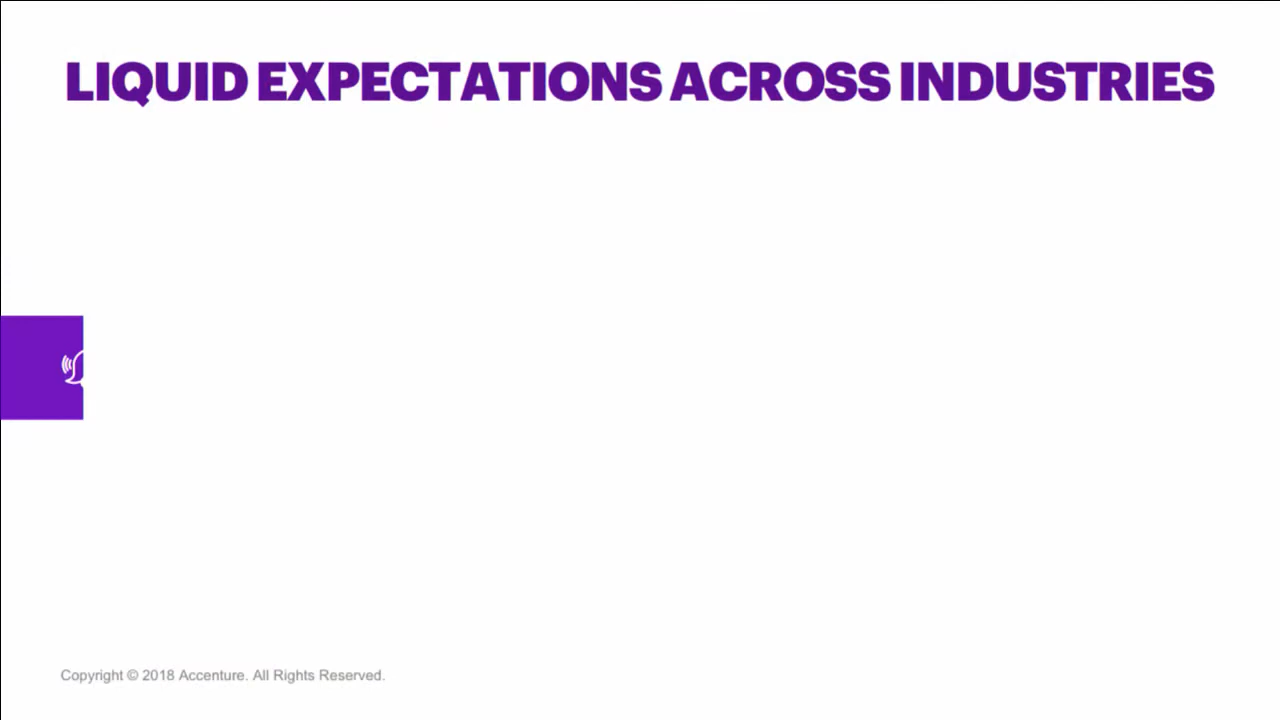 LIQUID EXPECTATIONS ACROSS INDUSTRIES
Copyright © 2018 Accenture. All Rights Reserved.